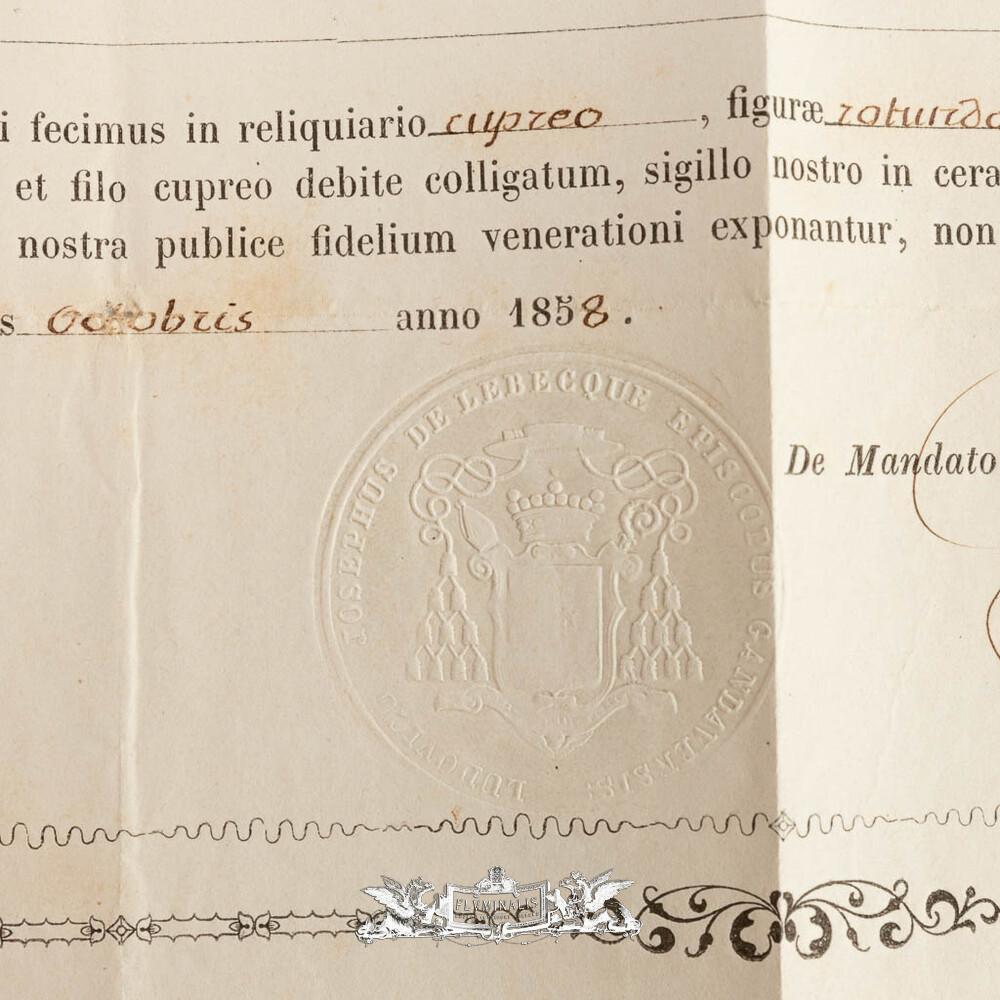 i fecimus in reliquiario cupreo, figuræ rotunda
et filo cupreo debite colligatum, sigillo nostro in cera
nostra publice fidelium venerationi exponantur, non
s Octobris anno 1858.
LUDOVICUS JOSEPHUS DE LEBECQUE EPISCOPUS GANDAVENSIS
De Mandato
FLUMINALIS